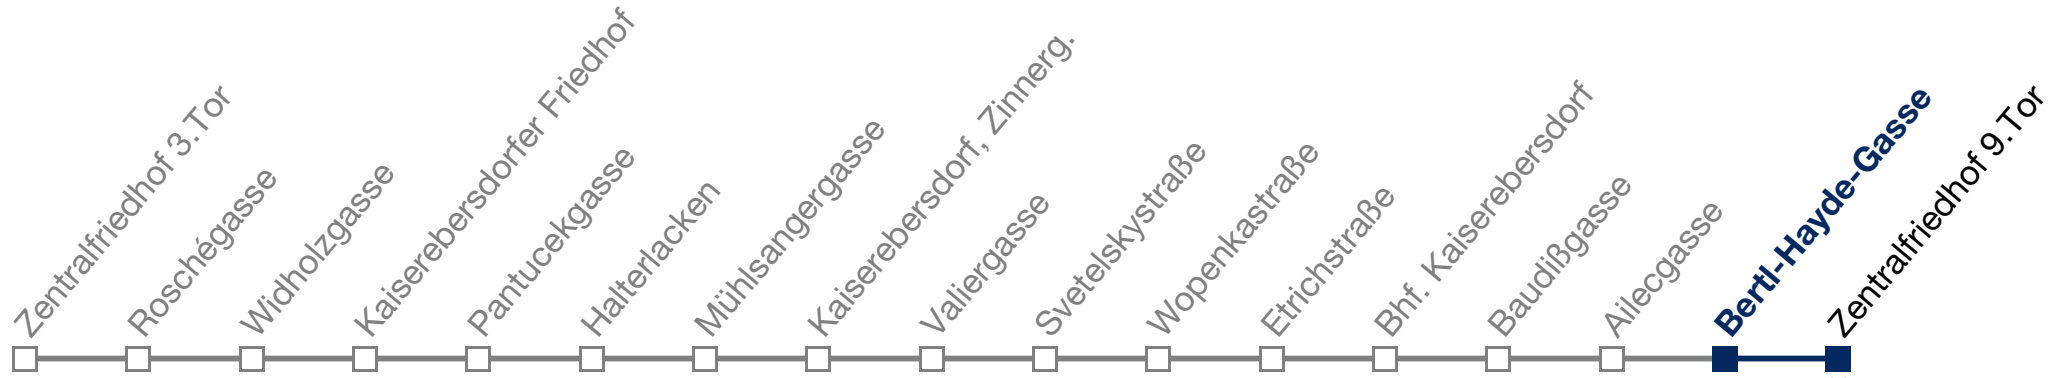 Zentralfriedhof 3.Tor
Roschégasse
Widholzgasse
Kaiserebersdorfer Friedhof
Pantucekgasse
Halterlacken
Mühlsangergasse
Kaiserebersdorf, Zinnerg.
Valiergasse
Svetelskystraße
Wopenkastraße
Etrichstraße
Bhf. Kaiserebersdorf
Baudißgasse
Ailecgasse
Bertl-Hayde-Gasse
Zentralfriedhof 9.Tor